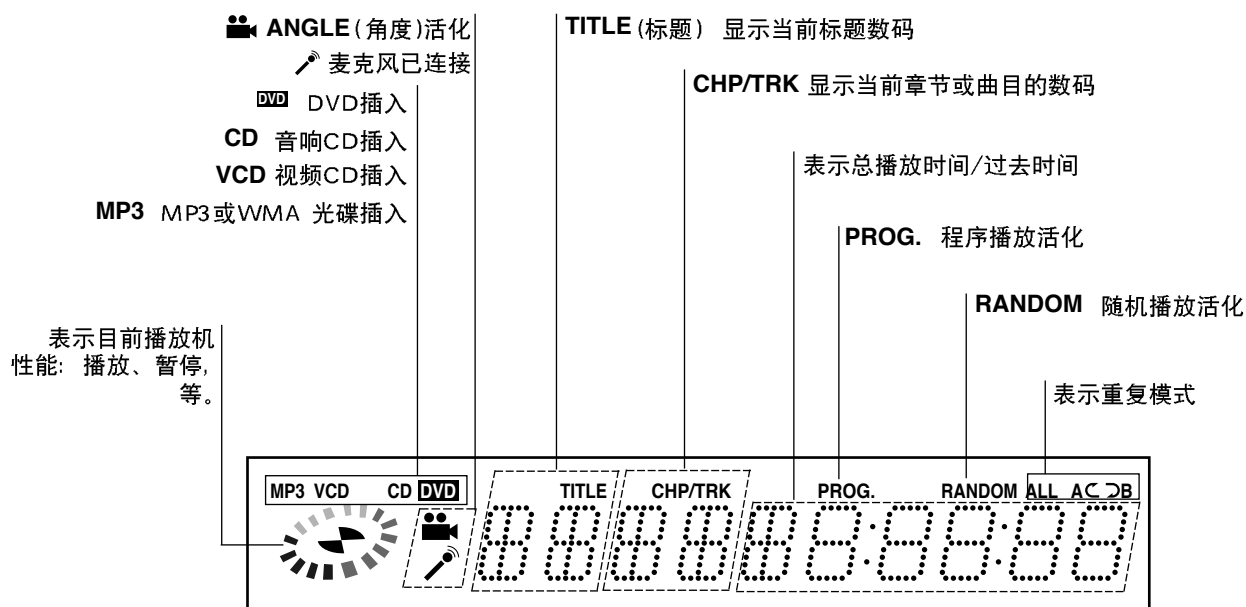 ANGLE(角度)活化
麦克风已连接
DVD DVD插入
CD 音响CD插入
VCD 视频CD插入
MP3 MP3或WMA 光碟插入
TITLE(标题) 显示当前标题数码
CHP/TRK 显示当前章节或曲目的数码
表示总播放时间/过去时间
PROG. 程序播放活化
RANDOM 随机播放活化
表示重复模式
表示目前播放机
性能: 播放、暂停,
等。
MP3 VCD CD DVD TITLE CHP/TRK PROG. RANDOM ALL A B